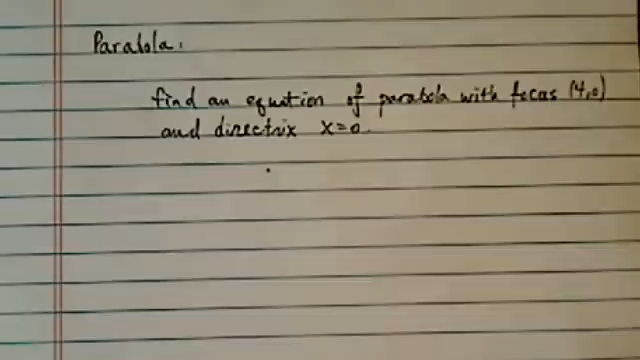 Parabola.
find an equation of parabola with focus (4,0)
and directrix x=0.